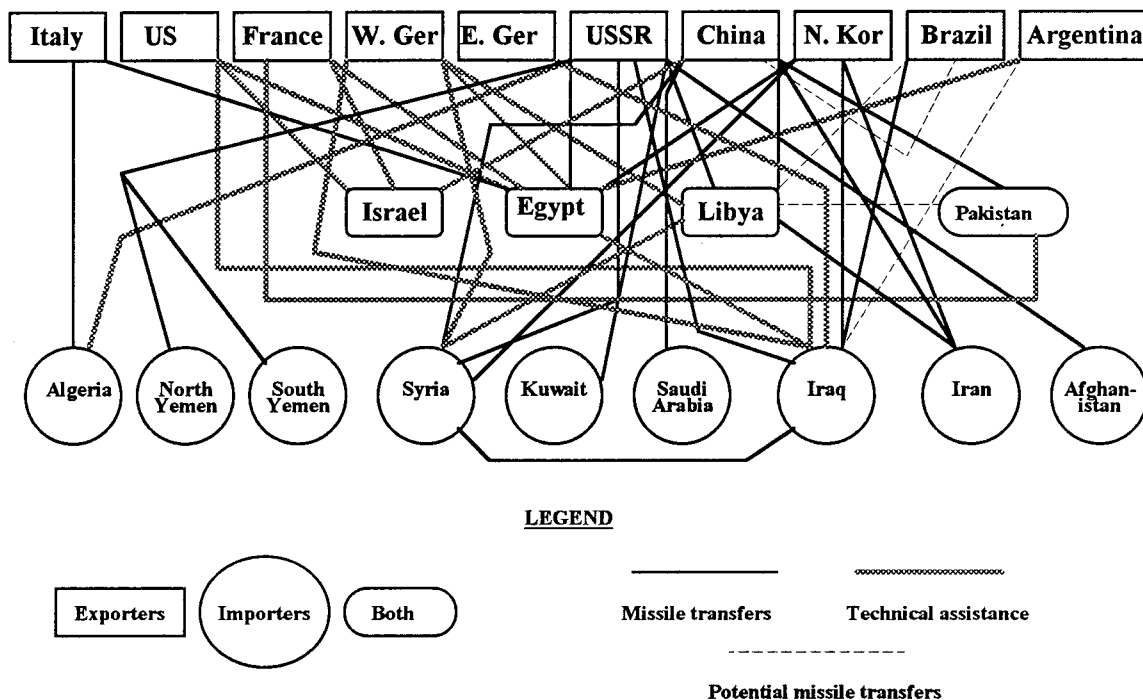 Italy
US
France
W. Ger
E. Ger
USSR
China
N. Kor
Brazil
Argentina
Israel
Egypt
Libya
Pakistan
Algeria
North
Yemen
South
Yemen
Syria
Kuwait
Saudi
Arabia
Iraq
Iran
Afghan-
istan
LEGEND
Exporters
Importers
Both
Missile transfers
Technical assistance
Potential missile transfers